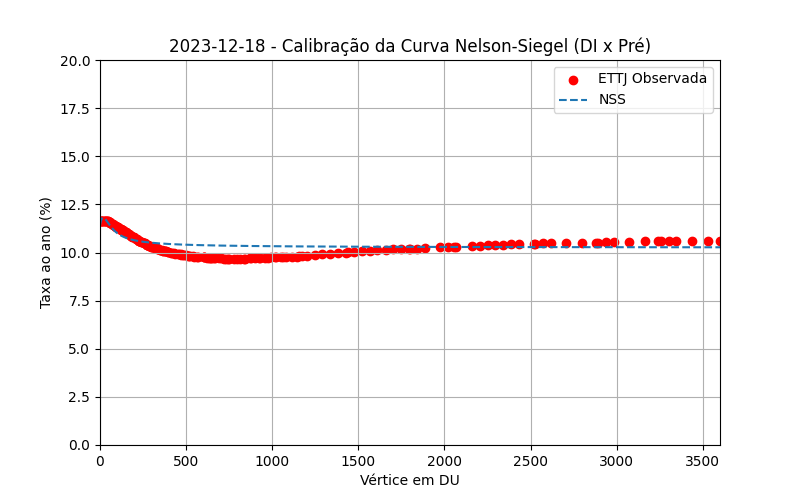 2023-12-18 - Calibração da Curva Nelson-Siegel (DI x Pré)
ETTJ Observada
NSS
Taxa ao ano (%)
20.0
17.5
15.0
12.5
10.0
7.5
5.0
2.5
0.0
0 500 1000 1500 2000 2500 3000 3500
Vértice em DU